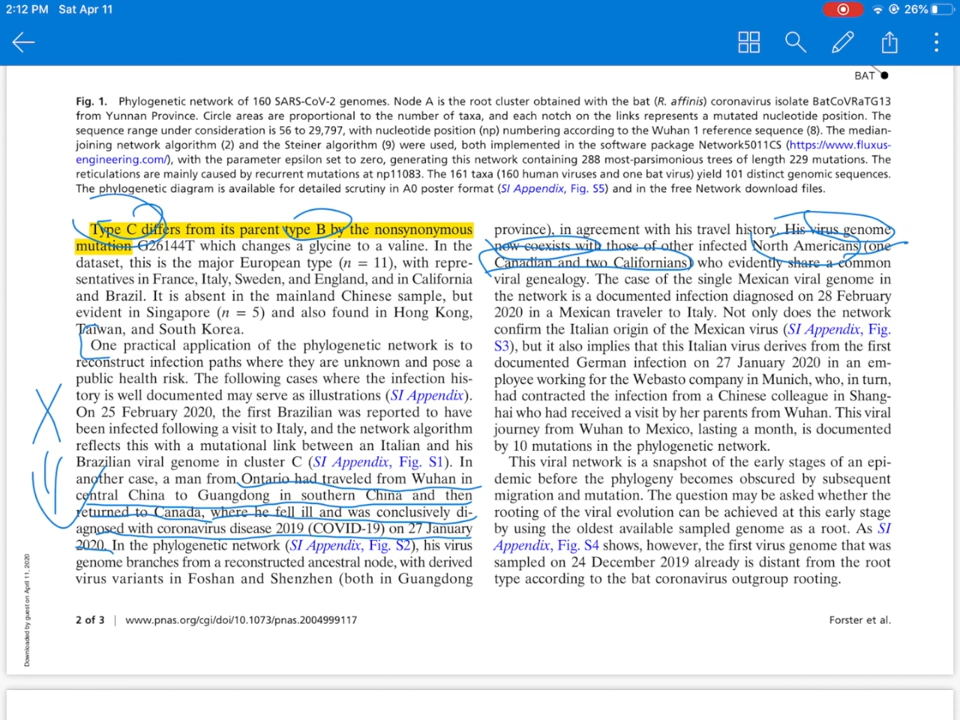 2:12 PM Sat Apr 11
26%
BAT
Fig. 1. Phylogenetic network of 160 SARS-CoV-2 genomes. Node A is the root cluster obtained with the bat (R. affinis) coronavirus isolate BatCoVRaTG13
from Yunnan Province. Circle areas are proportional to the number of taxa, and each notch on the links represents a mutated nucleotide position. The
sequence range under consideration is 56 to 29,797, with nucleotide position (np) numbering according to the Wuhan 1 reference sequence (8). The median-
joining network algorithm (2) and the Steiner algorithm (9) were used, both implemented in the software package Network5011CS (https://www.fluxus-
engineering.com/), with the parameter epsilon set to zero, generating this network containing 288 most-parsimonious trees of length 229 mutations. The
reticulations are mainly caused by recurrent mutations at np11083. The 161 taxa (160 human viruses and one bat virus) yield 101 distinct genomic sequences.
The phylogenetic diagram is available for detailed scrutiny in A0 poster format (SI Appendix, Fig. S5) and in the free Network download files.
Type C differs from its parent type B by the nonsynonymous
mutation G26144T which changes a glycine to a valine. In the
dataset, this is the major European type (n = 11), with repre-
sentatives in France, Italy, Sweden, and England, and in California
and Brazil. It is absent in the mainland Chinese sample, but
evident in Singapore (n = 5) and also found in Hong Kong,
Taiwan, and South Korea.
One practical application of the phylogenetic network is to
reconstruct infection paths where they are unknown and pose a
public health risk. The following cases where the infection his-
tory is well documented may serve as illustrations (SI Appendix).
On 25 February 2020, the first Brazilian was reported to have
been infected following a visit to Italy, and the network algorithm
reflects this with a mutational link between an Italian and his
Brazilian viral genome in cluster C (SI Appendix, Fig. S1). In
another case, a man from Ontario had traveled from Wuhan in
central China to Guangdong in southern China and then
returned to Canada, where he fell ill and was conclusively di-
agnosed with coronavirus disease 2019 (COVID-19) on 27 January
2020. In the phylogenetic network (SI Appendix, Fig. S2), his virus
genome branches from a reconstructed ancestral node, with derived
virus variants in Foshan and Shenzhen (both in Guangdong
province), in agreement with his travel history. His virus genome
now coexists with those of other infected North Americans (one
Canadian and two Californians) who evidently share a common
viral genealogy. The case of the single Mexican viral genome in
the network is a documented infection diagnosed on 28 February
2020 in a Mexican traveler to Italy. Not only does the network
confirm the Italian origin of the Mexican virus (SI Appendix, Fig.
S3), but it also implies that this Italian virus derives from the first
documented German infection on 27 January 2020 in an em-
ployee working for the Webasto company in Munich, who, in turn,
had contracted the infection from a Chinese colleague in Shang-
hai who had received a visit by her parents from Wuhan. This viral
journey from Wuhan to Mexico, lasting a month, is documented
by 10 mutations in the phylogenetic network.
This viral network is a snapshot of the early stages of an epi-
demic before the phylogeny becomes obscured by subsequent
migration and mutation. The question may be asked whether the
rooting of the viral evolution can be achieved at this early stage
by using the oldest available sampled genome as a root. As SI
Appendix, Fig. S4 shows, however, the first virus genome that was
sampled on 24 December 2019 already is distant from the root
type according to the bat coronavirus outgroup rooting.
Downloaded by guest on April 11, 2020
2 of 3 | www.pnas.org/cgi/doi/10.1073/pnas.2004999117
Forster et al.